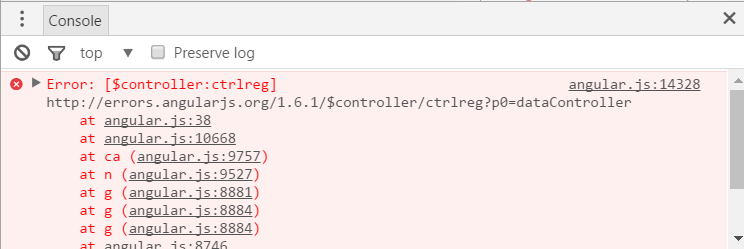 Console
top
Preserve log
Error: [$controller:ctrlreg]
angular.js:14328
http://errors.angularjs.org/1.6.1/$controller/ctrlreg?p0=dataController
at angular.js:38
at angular.js:10668
at ca (angular.js:9757)
at n (angular.js:9527)
at g (angular.js:8881)
at g (angular.js:8884)
at g (angular.js:8884)
at angular.js:8746